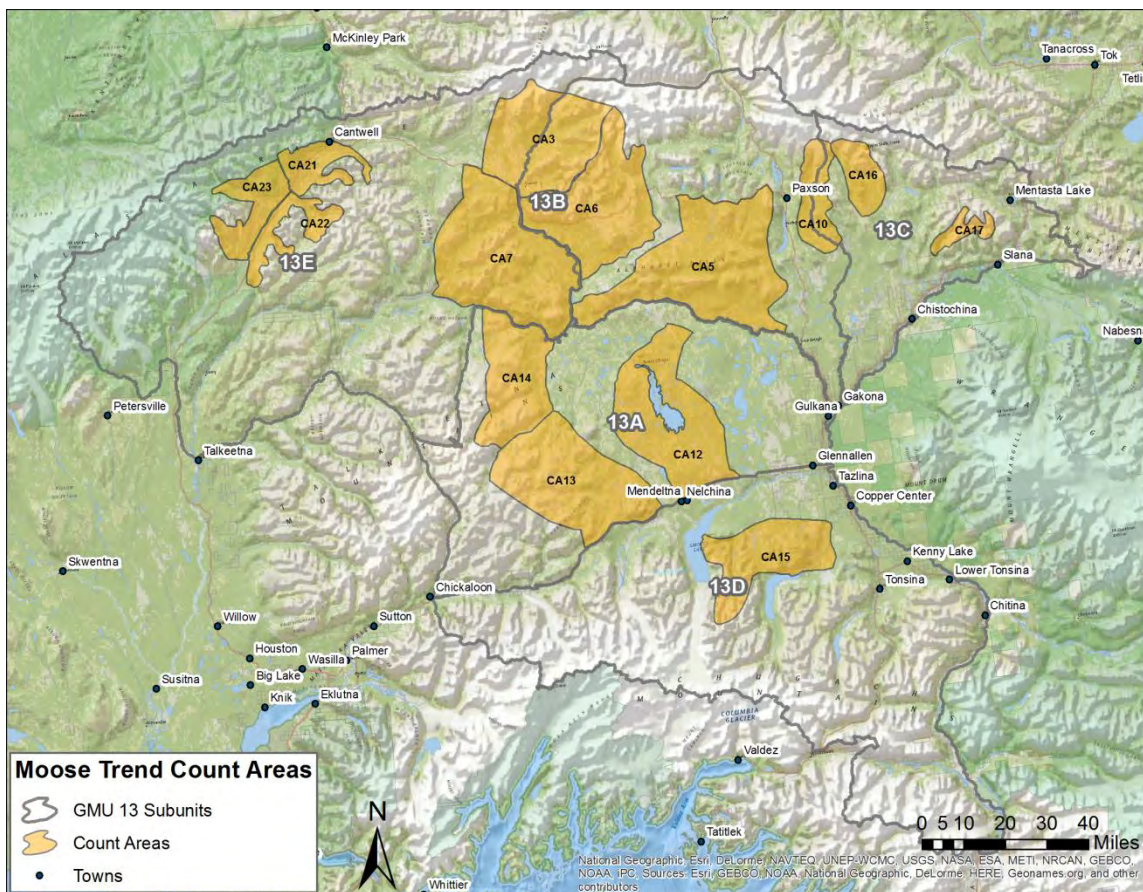 McKinley Park
Tanacross
Tok
Tetli
Cantwell
CA3
CA21
CA16
CA23
Paxson
Mentasta Lake
13B
CA6
CA22
CA10
13C
CA17
CA7
13E
CA5
Slana
Chistochina
Nabesn
CA14
Petersville
Gakona
Gulkana
13A
Talkeetna
CA12
Glennallen
CA13
Tazlina
Mendeltna
Nelchina
Copper Center
CA15
Kenny Lake
Skwentna
13D
Lower Tonsina
Tonsina
Chickaloon
Chitina
Willow
Sutton
Houston
Palmer
Wasilla
Big Lake
Susitna
Knik
Eklutna
COLUMBIA
GLACIER
Valdez
Tatitlek
Whittier
Moose Trend Count Areas
GMU 13 Subunits
Count Areas
Towns
N
0 5 10 20 30 40
Miles
National Geographic, Esri, DeLorme, NAVTEQ, UNEP-WCMC, USGS, NASA, ESA, METI, NRCAN, GEBCO,
NOAA, iPC, Sources: Esri, GEBCO, NOAA, National Geographic, DeLorme, HERE, Geonames.org, and other
contributors